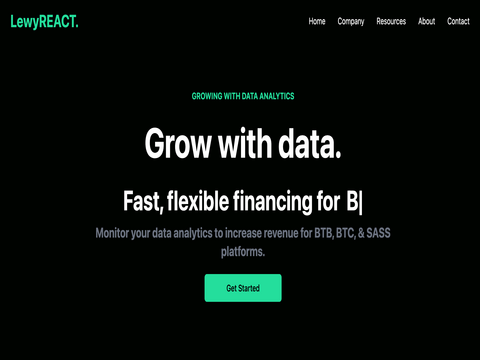 LewyREACT.
Home Company Resources About Contact
GROWING WITH DATA ANALYTICS
Grow with data.
Fast, flexible financing for B|
Monitor your data analytics to increase revenue for BTB, BTC, & SASS
platforms.
Get Started